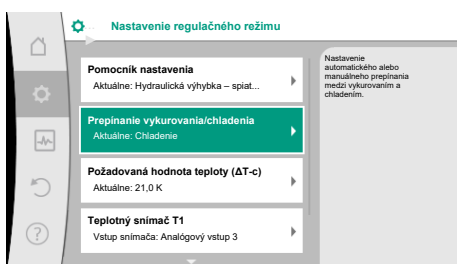 Nastavenie regulačného režimu
Pomocník nastavenia
Aktuálne: Hydraulická výhybka – spiat...
Prepínanie vykurovania/chladenia
Aktuálne: Chladenie
Požadovaná hodnota teploty (ΔT-c)
Aktuálne: 21,0 K
Teplotný snímač T1
Vstup snímača: Analógový vstup 3
Nastavenie
automatického alebo
manuálneho prepínania
medzi vykurovaním a
chladením.